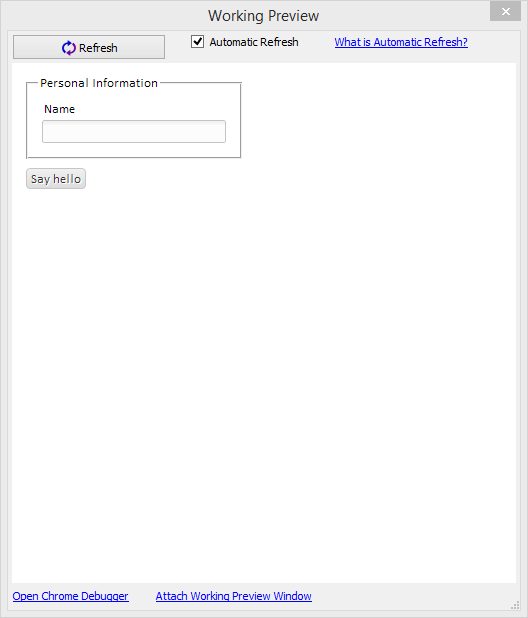 Working Preview
Refresh
Automatic Refresh
What is Automatic Refresh?
Personal Information
Name
Say hello
Open Chrome Debugger
Attach Working Preview Window